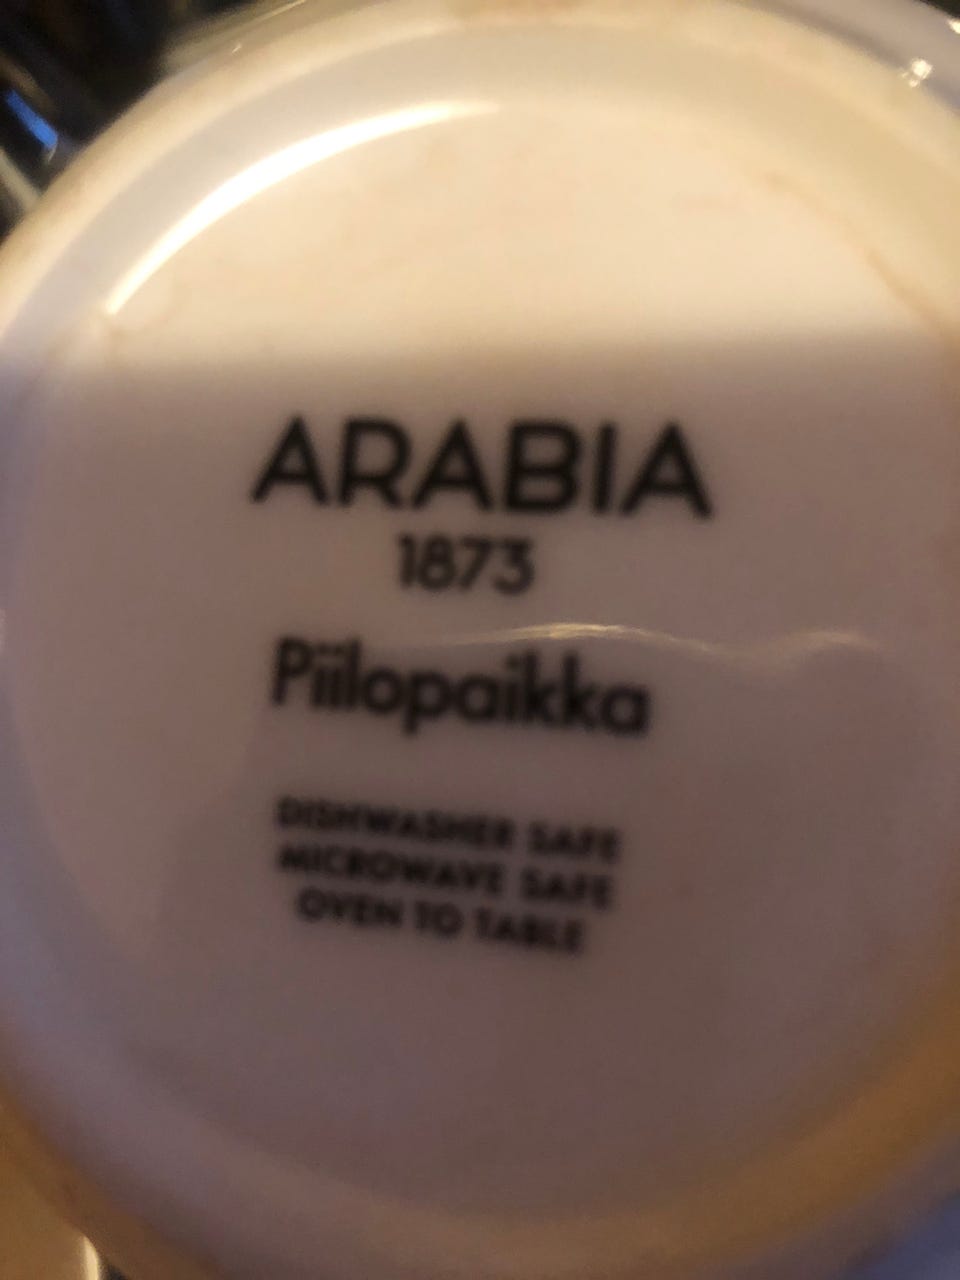 ARABIA
1873
Piilopaikka
DISHWASHER SAFE
MICROWAVE SAFE
OVEN TO TABLE